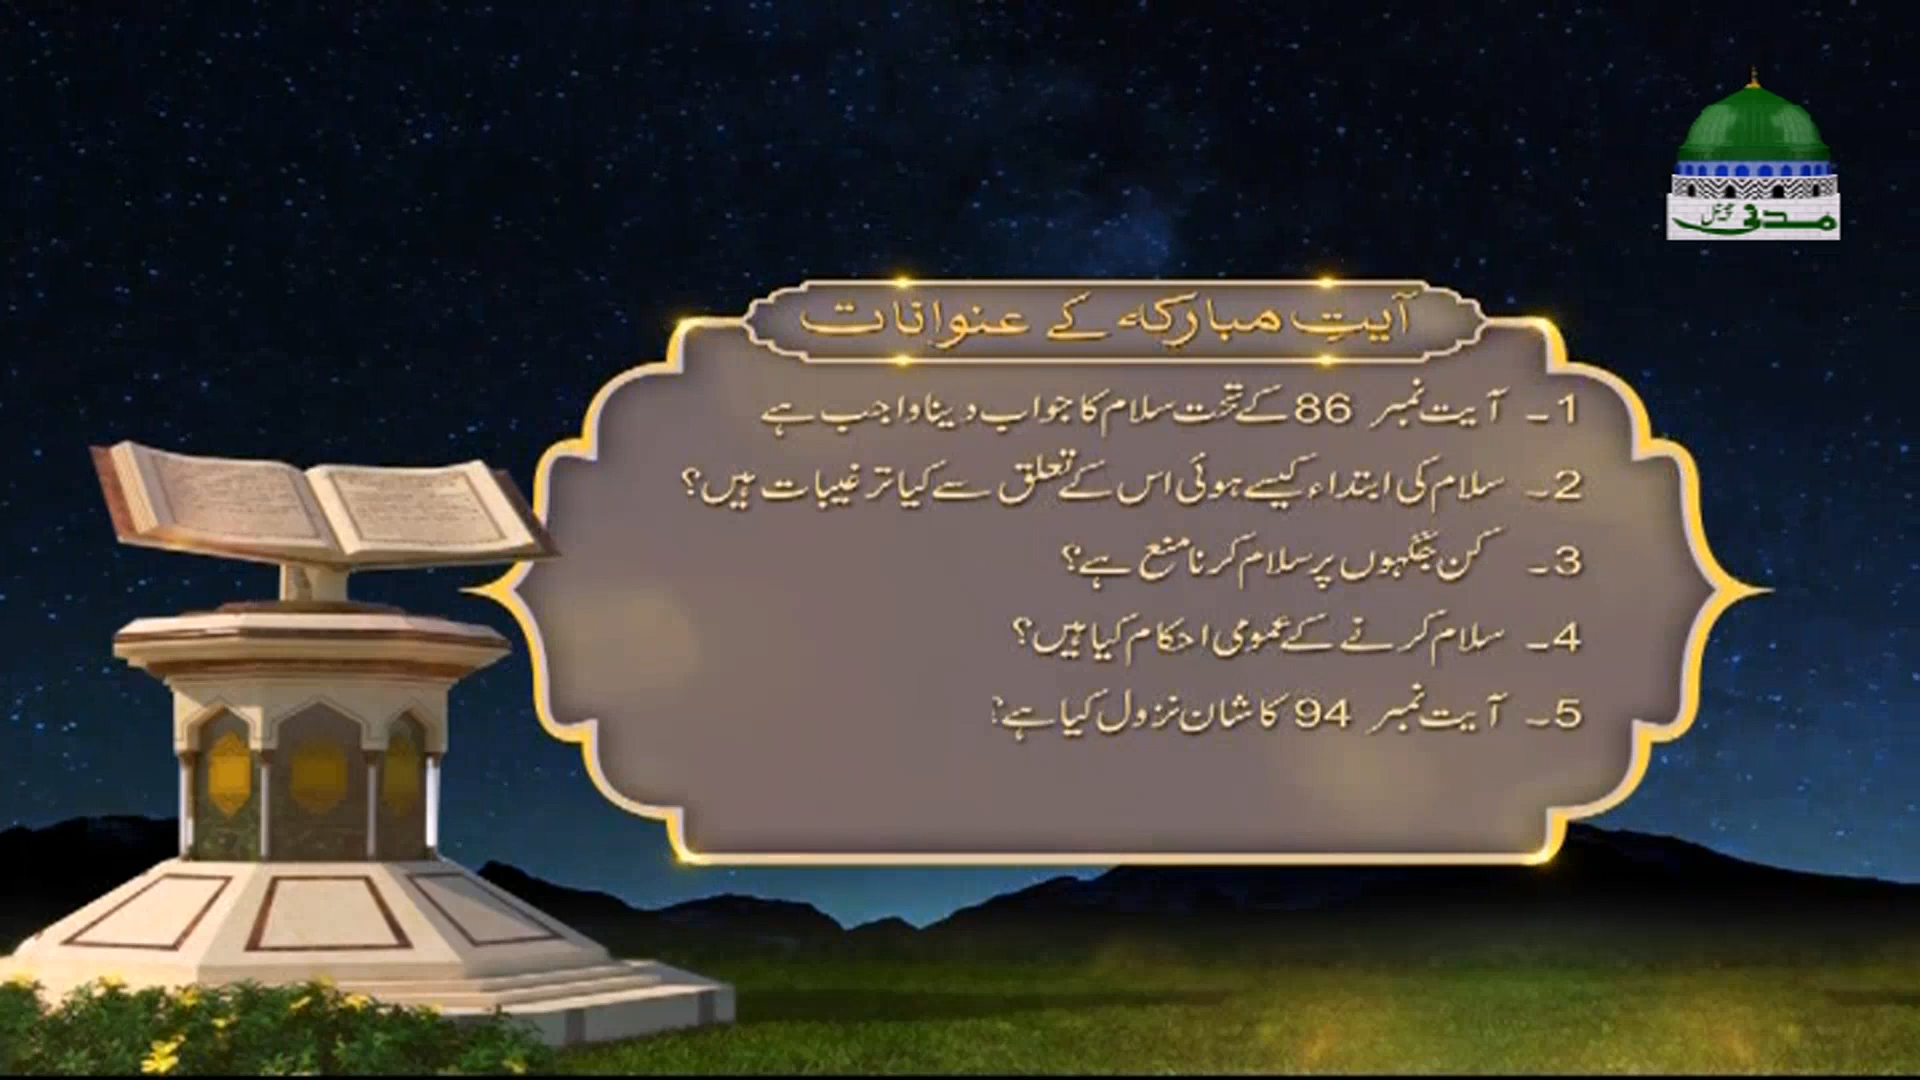 مدنی چینل
آیتِ مبارکہ کے عنوانات
1۔ آیت نمبر 86 کے تحت سلام کا جواب دینا واجب ہے
2۔ سلام کی ابتداء کیسے ہوئی اس کے تعلق سے کیا ترغیبات ہیں؟
3۔ کن جگہوں پر سلام کرنا منع ہے؟
4۔ سلام کرنے کے عمومی احکام کیا ہیں؟
5۔ آیت نمبر 94 کا شان نزول کیا ہے؟